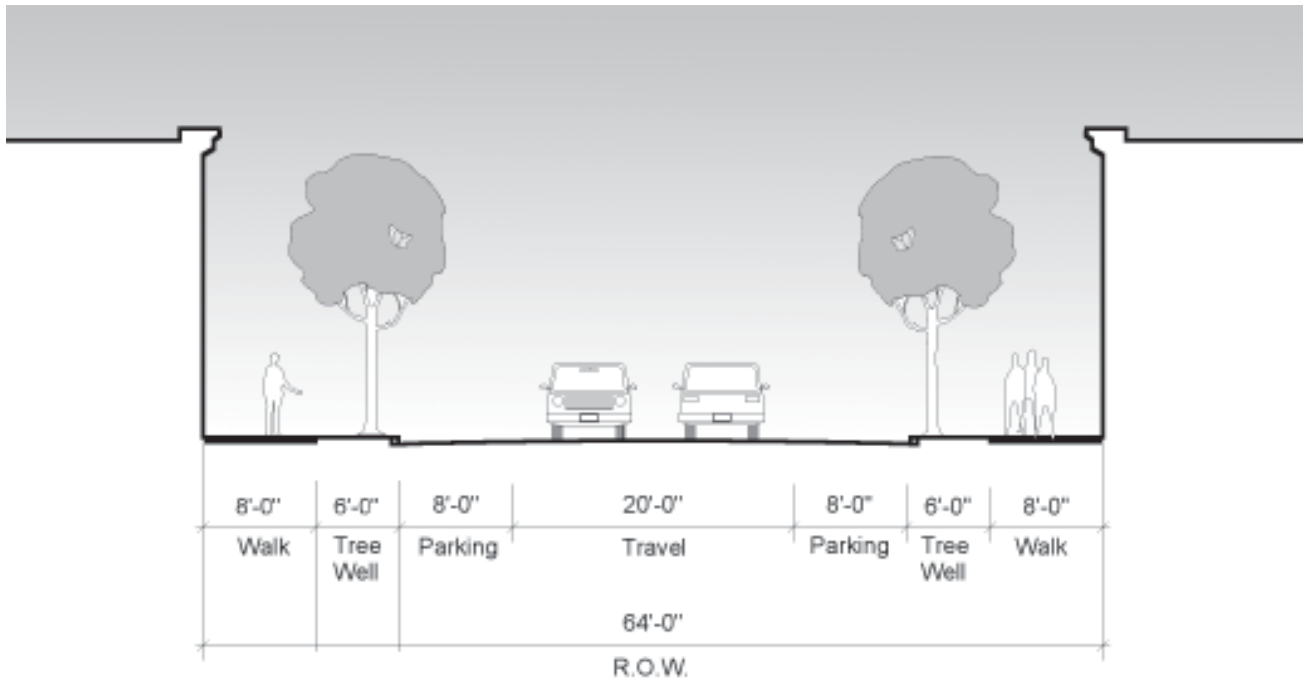 8'-0" 6'-0" 8'-0" 20'-0" 8'-0" 6'-0" 8'-0"
Walk Tree Well Parking Travel Parking Tree Well Walk
64'-0"
R.O.W.